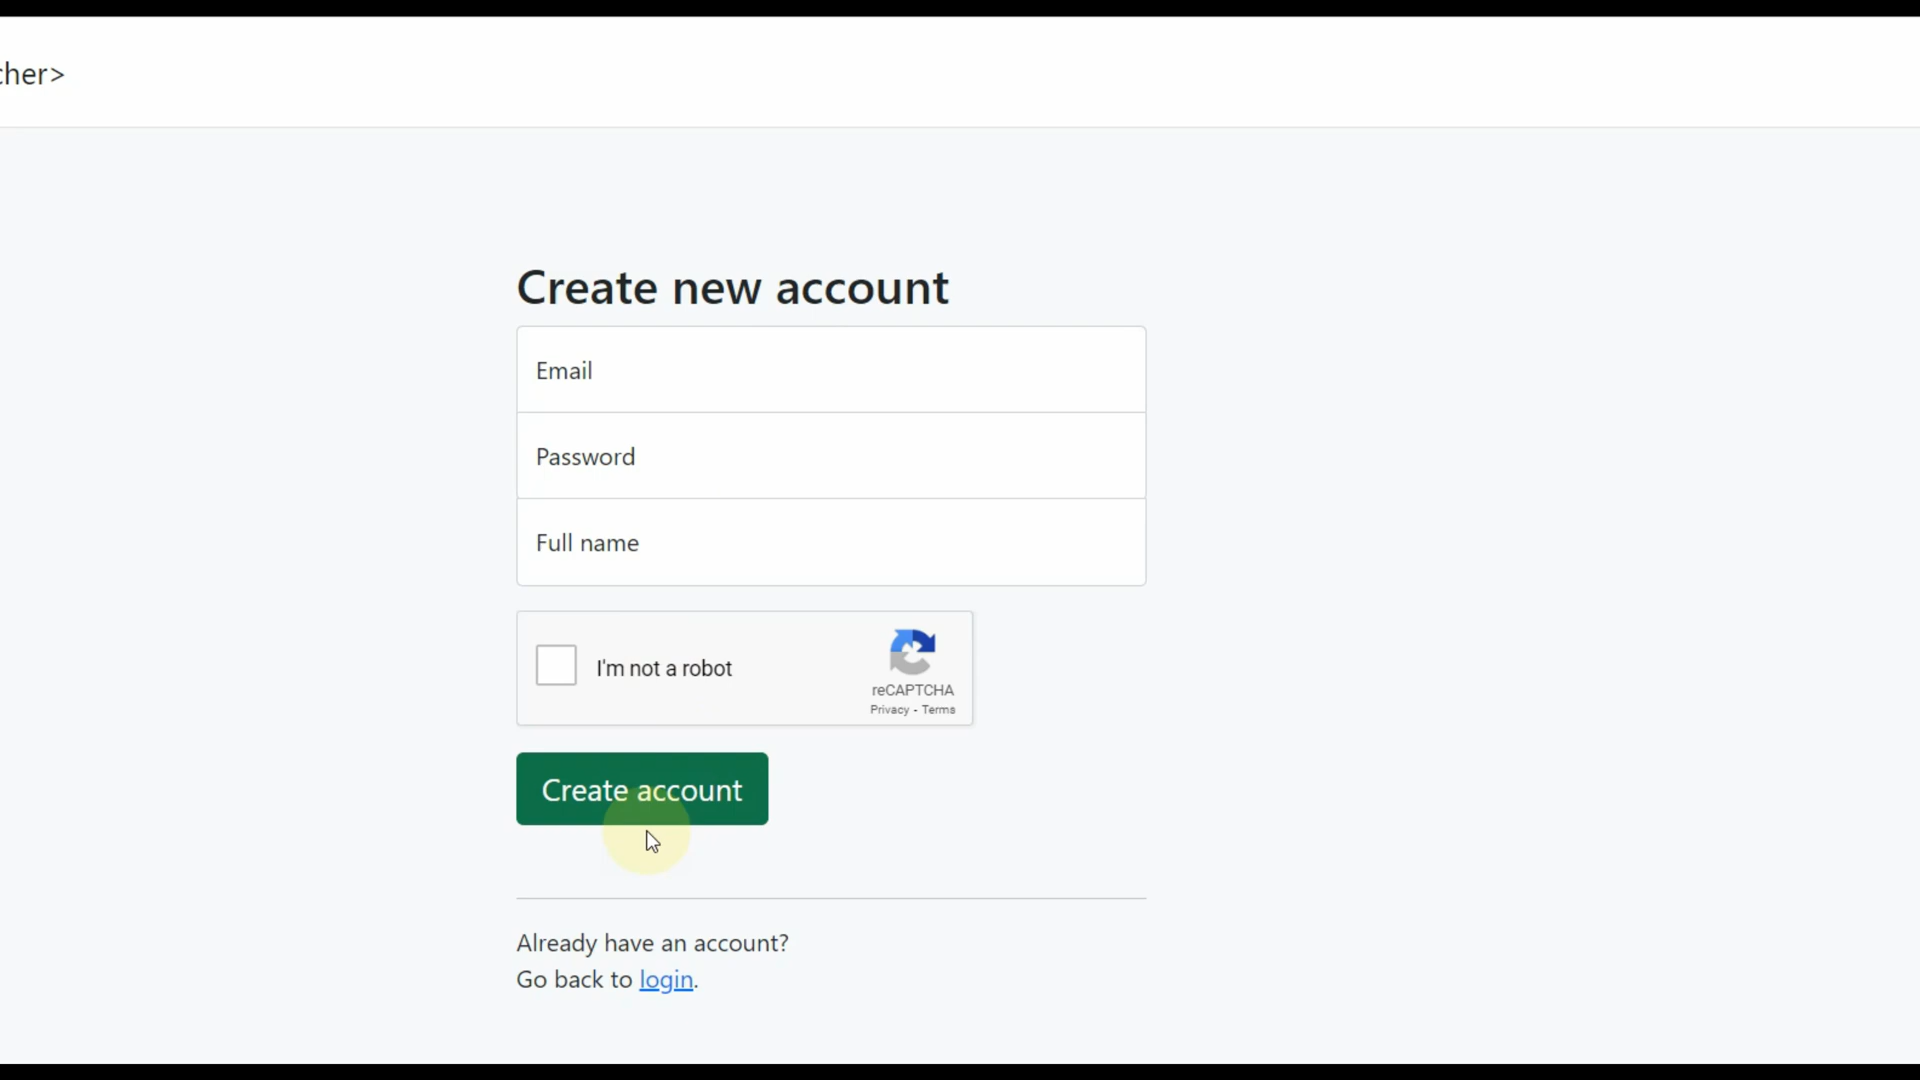 her>
Create new account
Email
Password
Full name
I'm not a robot
reCAPTCHA
Privacy - Terms
Create account
Already have an account?
Go back to login.